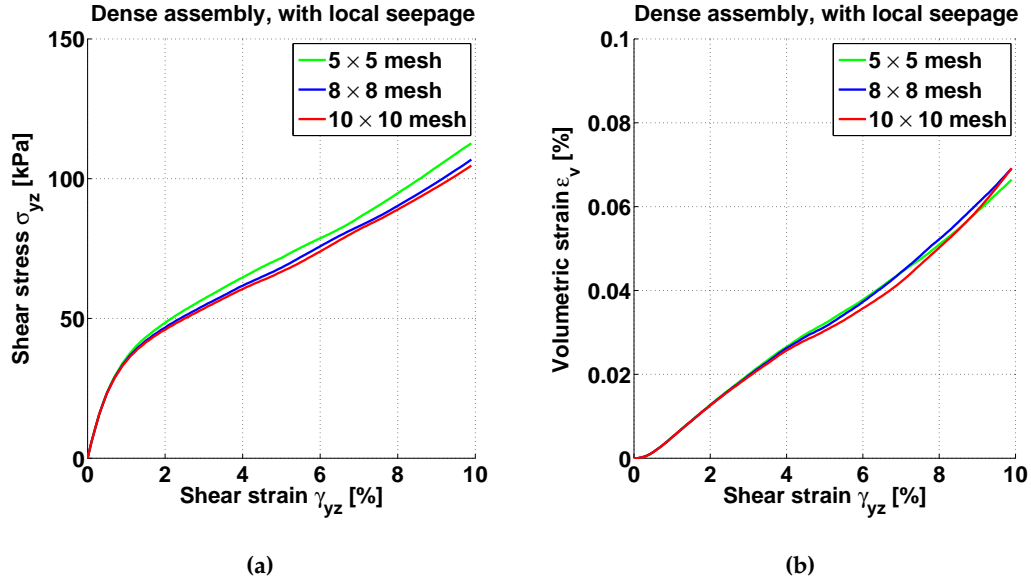 Dense assembly, with local seepage
150
100
50
0
Shear stress σyz [kPa]
5 × 5 mesh
8 × 8 mesh
10 × 10 mesh
0 2 4 6 8 10
Shear strain γyz [%]
(a)
Dense assembly, with local seepage
0.1
0.08
0.06
0.04
0.02
0
Volumetric strain εv [%]
5 × 5 mesh
8 × 8 mesh
10 × 10 mesh
0 2 4 6 8 10
Shear strain γyz [%]
(b)